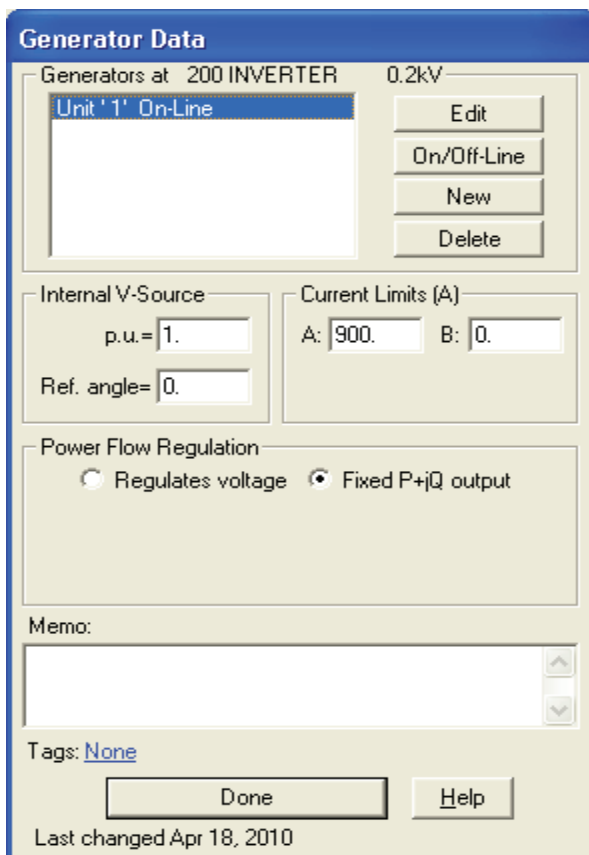 Generator Data
Generators at 200 INVERTER 0.2kV
Unit '1' On-Line
Edit
On/Off-Line
New
Delete
Internal V-Source
p.u.= 1.
Ref. angle= 0.
Current Limits (A)
A: 900. B: 0.
Power Flow Regulation
Regulates voltage Fixed P+jQ output
Memo:
Tags: None
Done Help
Last changed Apr 18, 2010